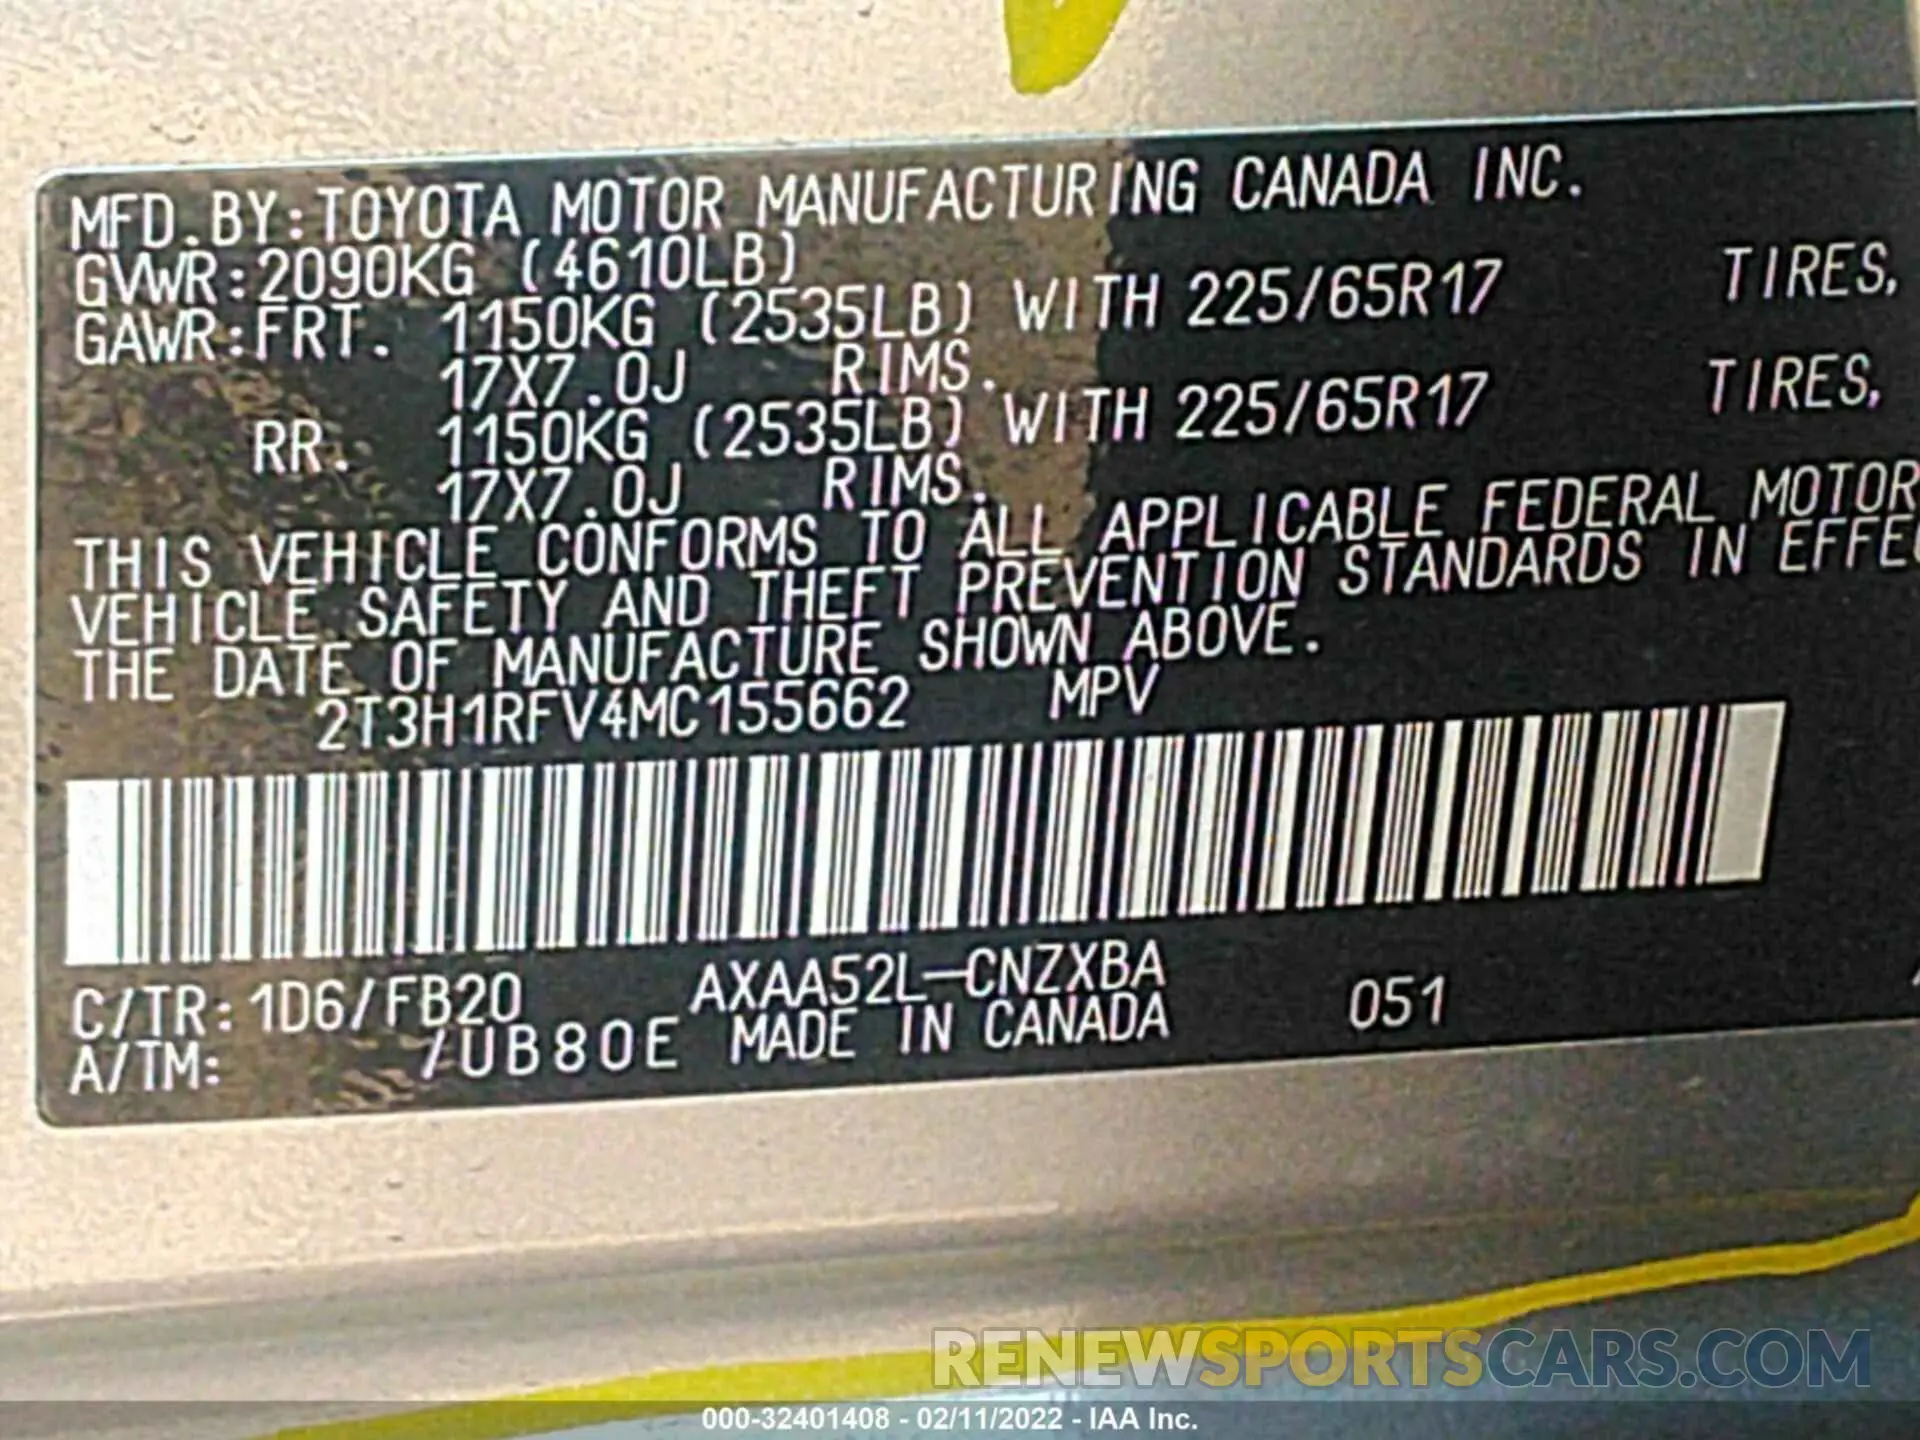 MFD.BY:TOYOTA MOTOR MANUFACTURING CANADA INC.
GVWR:2090KG (4610LB)
GAWR:FRT. 1150KG (2535LB) WITH 225/65R17 TIRES,
17X7.0J RIMS.
RR. 1150KG (2535LB) WITH 225/65R17 TIRES,
17X7.0J RIMS.
THIS VEHICLE CONFORMS TO ALL APPLICABLE FEDERAL MOTOR
VEHICLE SAFETY AND THEFT PREVENTION STANDARDS IN
THE DATE OF MANUFACTURE SHOWN ABOVE.
2T3H1RFV4MC155662 MPV
C/TR:1D6/FB20 AXAA52L-CNZXBA
A/TM: /UB80E MADE IN CANADA 051
RENEWSPORTSCARS.COM
000-32401408 - 02/11/2022 - IAA Inc.